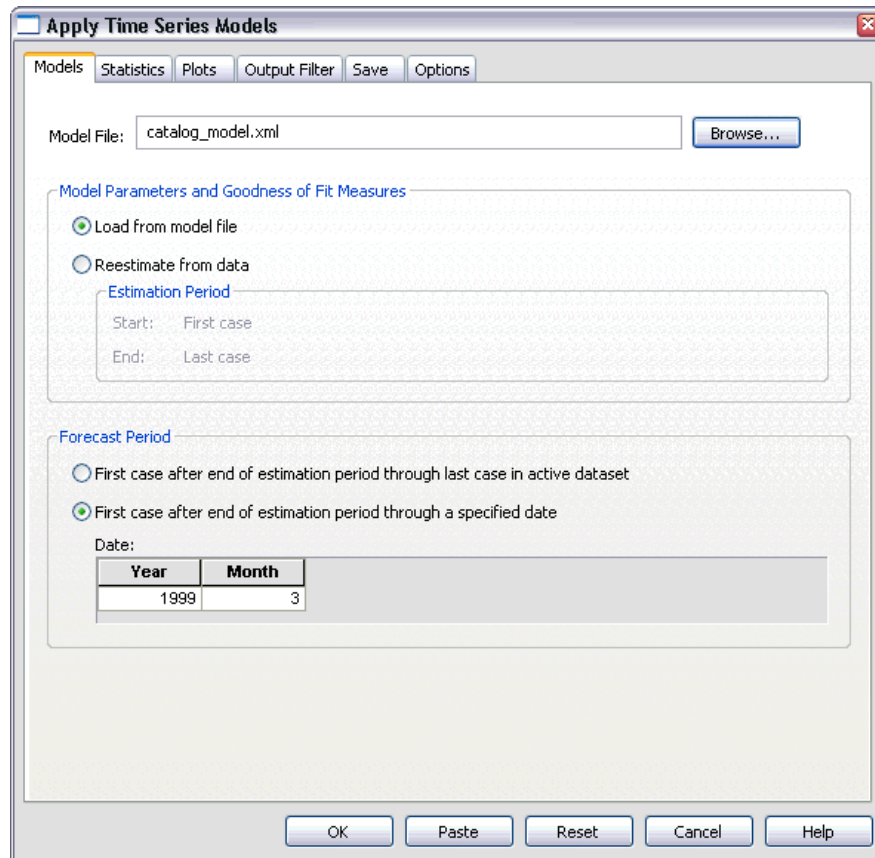 Apply Time Series Models
Models Statistics Plots Output Filter Save Options
Model File: catalog_model.xml Browse...
Model Parameters and Goodness of Fit Measures
Load from model file
Reestimate from data
Estimation Period
Start: First case
End: Last case
Forecast Period
First case after end of estimation period through last case in active dataset
First case after end of estimation period through a specified date
Date:
Year Month
1999 3
OK Paste Reset Cancel Help